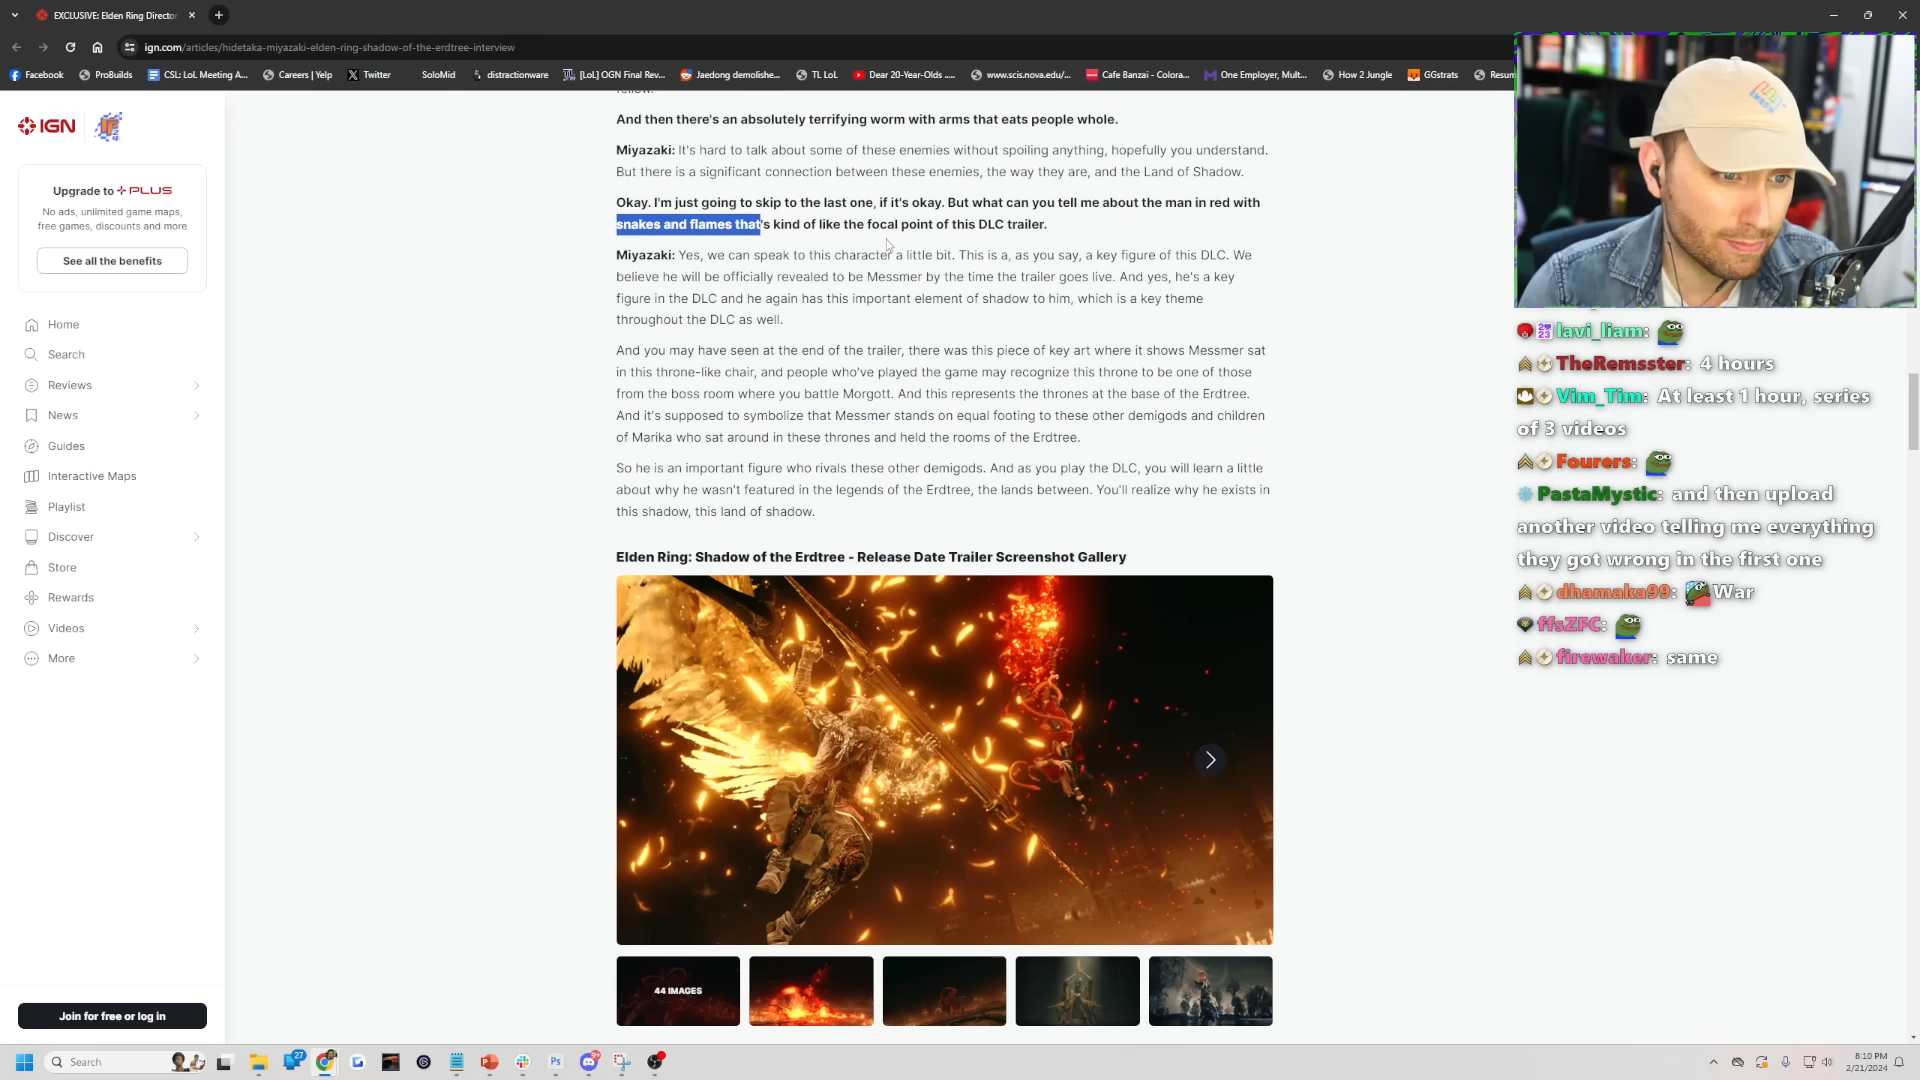 EXCLUSIVE: Elden Ring Director
ign.com/articles/hidetaka-miyazaki-elden-ring-shadow-of-the-erdtree-interview
Facebook
ProBuilds
CSL: LoL Meeting A...
Careers | Yelp
Twitter
SoloMid
distractionware
[LoL] OGN Final Rev...
Jaedong demolishe...
TL LoL
Dear 20-Year-Olds .....
www.scis.nova.edu/...
Cafe Banzai - Colora...
One Employer, Mult...
How 2 Jungle
GGstrats
Resum
IGN
Upgrade to PLUS
No ads, unlimited game maps,
free games, discounts and more
See all the benefits
Home
Search
Reviews
News
Guides
Interactive Maps
Playlist
Discover
Store
Rewards
Videos
More
Join for free or log in
And then there's an absolutely terrifying worm with arms that eats people whole.
Miyazaki: It's hard to talk about some of these enemies without spoiling anything, hopefully you understand.
But there is a significant connection between these enemies, the way they are, and the Land of Shadow.
Okay. I'm just going to skip to the last one, if it's okay. But what can you tell me about the man in red with
snakes and flames that's kind of like the focal point of this DLC trailer.
Miyazaki: Yes, we can speak to this character a little bit. This is a, as you say, a key figure of this DLC. We
believe he will be officially revealed to be Messmer by the time the trailer goes live. And yes, he's a key
figure in the DLC and he again has this important element of shadow to him, which is a key theme
throughout the DLC as well.
And you may have seen at the end of the trailer, there was this piece of key art where it shows Messmer sat
in this throne-like chair, and people who've played the game may recognize this throne to be one of those
from the boss room where you battle Morgott. And this represents the thrones at the base of the Erdtree.
And it's supposed to symbolize that Messmer stands on equal footing to these other demigods and children
of Marika who sat around in these thrones and held the rooms of the Erdtree.
So he is an important figure who rivals these other demigods. And as you play the DLC, you will learn a little
about why he wasn't featured in the legends of the Erdtree, the lands between. You'll realize why he exists in
this shadow, this land of shadow.
Elden Ring: Shadow of the Erdtree - Release Date Trailer Screenshot Gallery
44 IMAGES
lavi_liam:
TheRemsster: 4 hours
Vim_Tim: At least 1 hour, series
of 3 videos
Fourers:
PastaMystic: and then upload
another video telling me everything
they got wrong in the first one
dhamaka99: War
ffsZFC:
firewaker: same
Search
27
8:10 PM
2/21/2024